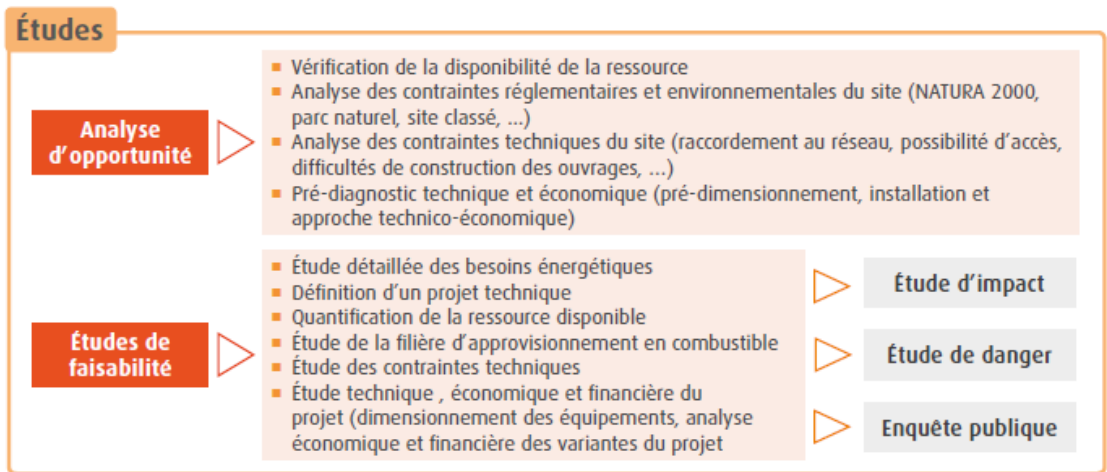 Études
Analyse
d'opportunité
▪ Vérification de la disponibilité de la ressource
▪ Analyse des contraintes réglementaires et environnementales du site (NATURA 2000,
parc naturel, site classé, ...)
▪ Analyse des contraintes techniques du site (raccordement au réseau, possibilité d'accès,
difficultés de construction des ouvrages, ...)
▪ Pré-diagnostic technique et économique (pré-dimensionnement, installation et
approche technico-économique)
Études de
faisabilité
▪ Étude détaillée des besoins énergétiques
▪ Définition d'un projet technique
▪ Quantification de la ressource disponible
▪ Étude de la filière d'approvisionnement en combustible
▪ Étude des contraintes techniques
▪ Étude technique , économique et financière du
projet (dimensionnement des équipements, analyse
économique et financière des variantes du projet
Étude d'impact
Étude de danger
Enquête publique